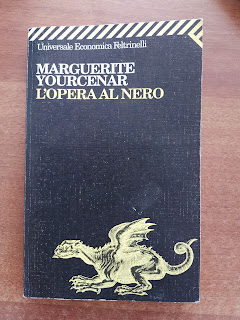 Universale Economica Feltrinelli
MARGUERITE
YOURCENAR
L'OPERA AL NERO